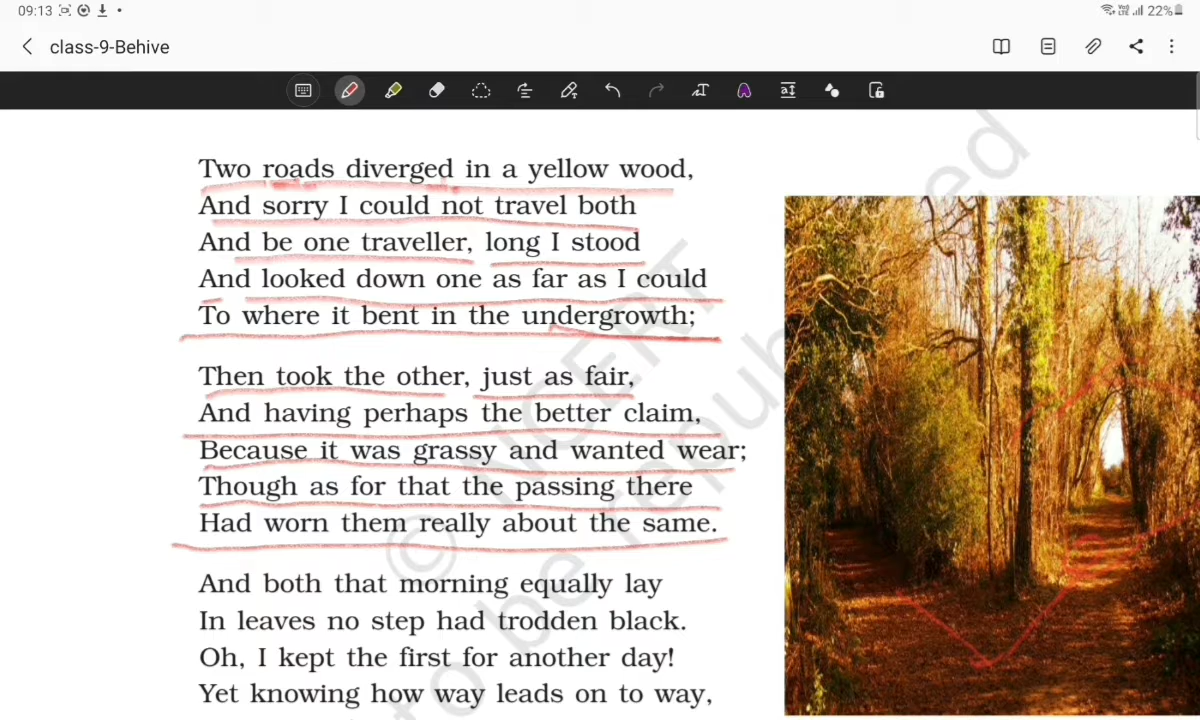 09:13 22%
class-9-Behive
Two roads diverged in a yellow wood,
And sorry I could not travel both
And be one traveller, long I stood
And looked down one as far as I could
To where it bent in the undergrowth;
Then took the other, just as fair,
And having perhaps the better claim,
Because it was grassy and wanted wear;
Though as for that the passing there
Had worn them really about the same.
And both that morning equally lay
In leaves no step had trodden black.
Oh, I kept the first for another day!
Yet knowing how way leads on to way,
© NCERT
to be republished